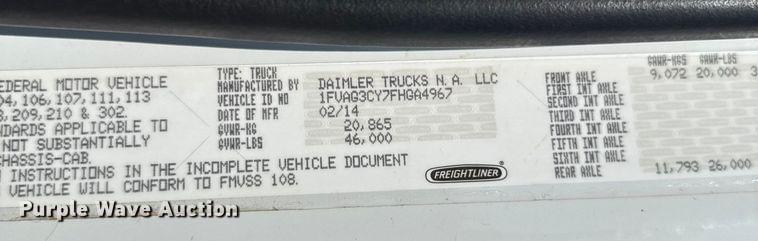 GAWR-KGS GAWR-LBS
TYPE: TRUCK
MANUFACTURED BY DAIMLER TRUCKS N.A. LLC
VEHICLE ID NO 1FVAG3CY7FHGA4967
DATE OF MFR 02/14
GVWR-KG 20,865
GVWR-LBS 46,000
EDERAL MOTOR VEHICLE
04, 106, 107, 111, 113
8, 209, 210 & 302.
NDARDS APPLICABLE TO
NOT SUBSTANTIALLY
CHASSIS-CAB.
INSTRUCTIONS IN THE INCOMPLETE VEHICLE DOCUMENT
VEHICLE WILL CONFORM TO FMVSS 108.
FREIGHTLINER
FRONT AXLE 9,072 20,000 3
FIRST INT AXLE
SECOND INT AXLE
THIRD INT AXLE
FOURTH INT AXLE
FIFTH INT AXLE
SIXTH INT AXLE
REAR AXLE 11,793 26,000
Purple Wave Auction